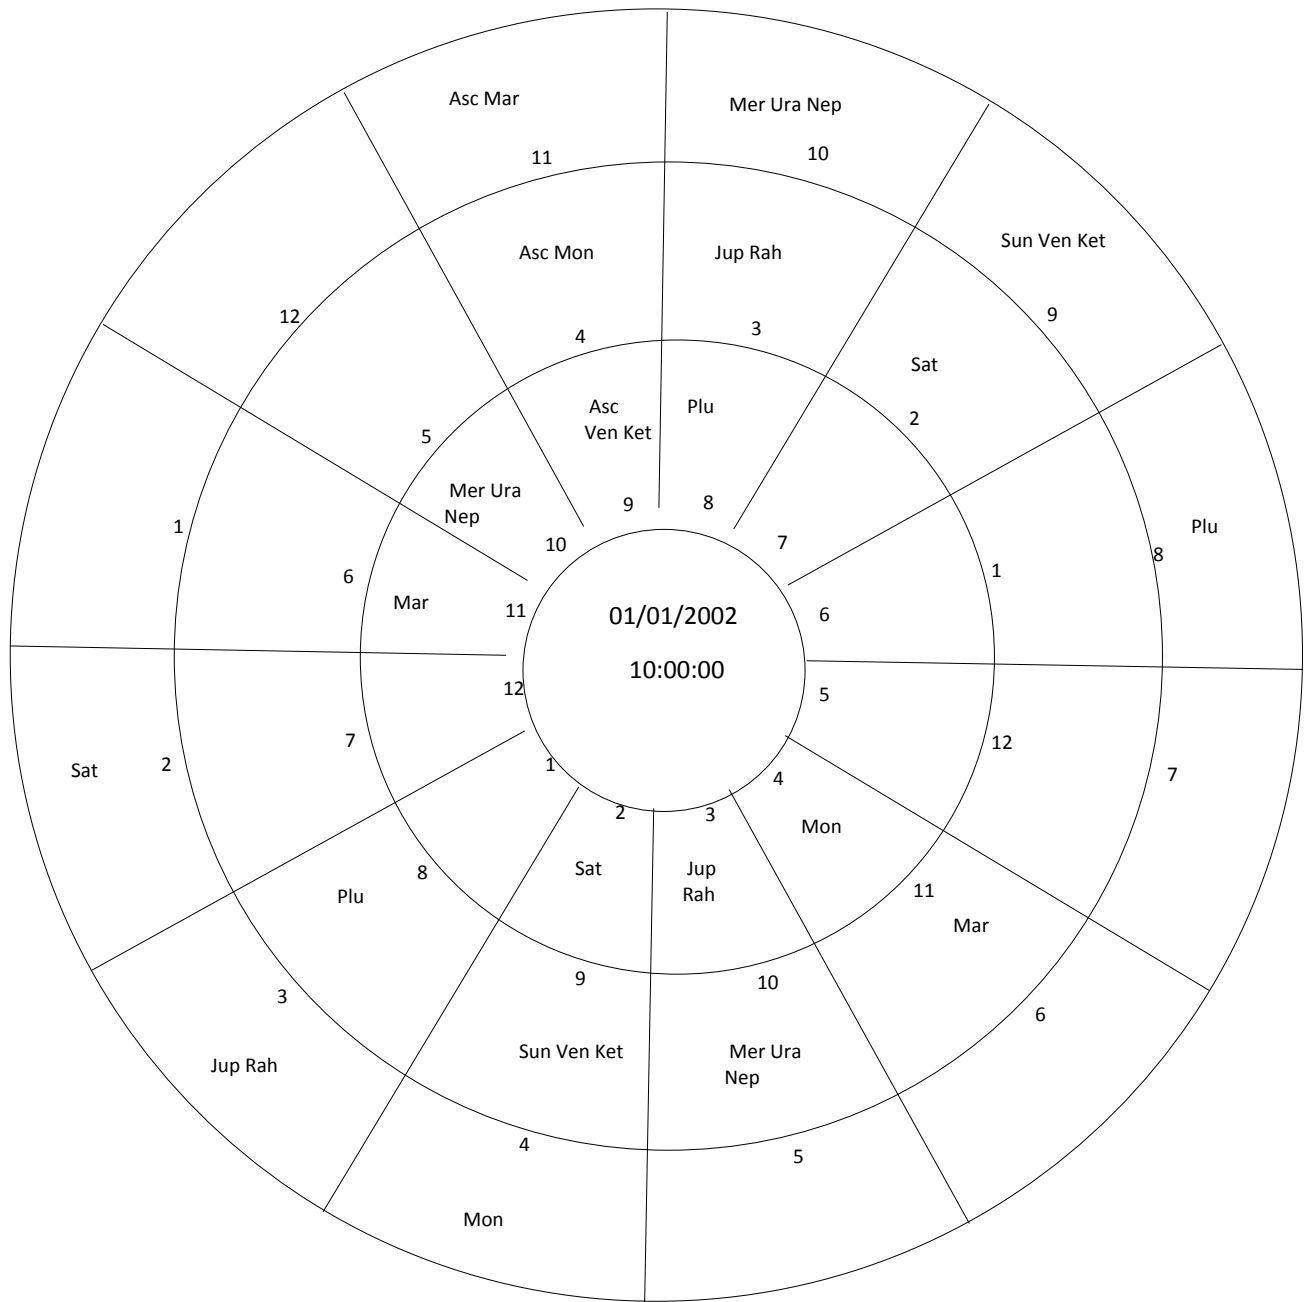 Asc Mar
Mer Ura Nep
11
10
Sun Ven Ket
Asc Mon
Jup Rah
12
9
4
3
Sat
Asc
Ven Ket
Plu
2
5
Mer Ura
Nep
9
8
1
10
7
Plu
8
6
1
Mar
11
01/01/2002
6
10:00:00
12
5
7
12
2
Sat
1
4
7
2
3
Mon
8
Sat
Jup
Rah
11
Plu
Mar
3
9
10
6
Jup Rah
Sun Ven Ket
Mer Ura
Nep
4
5
Mon